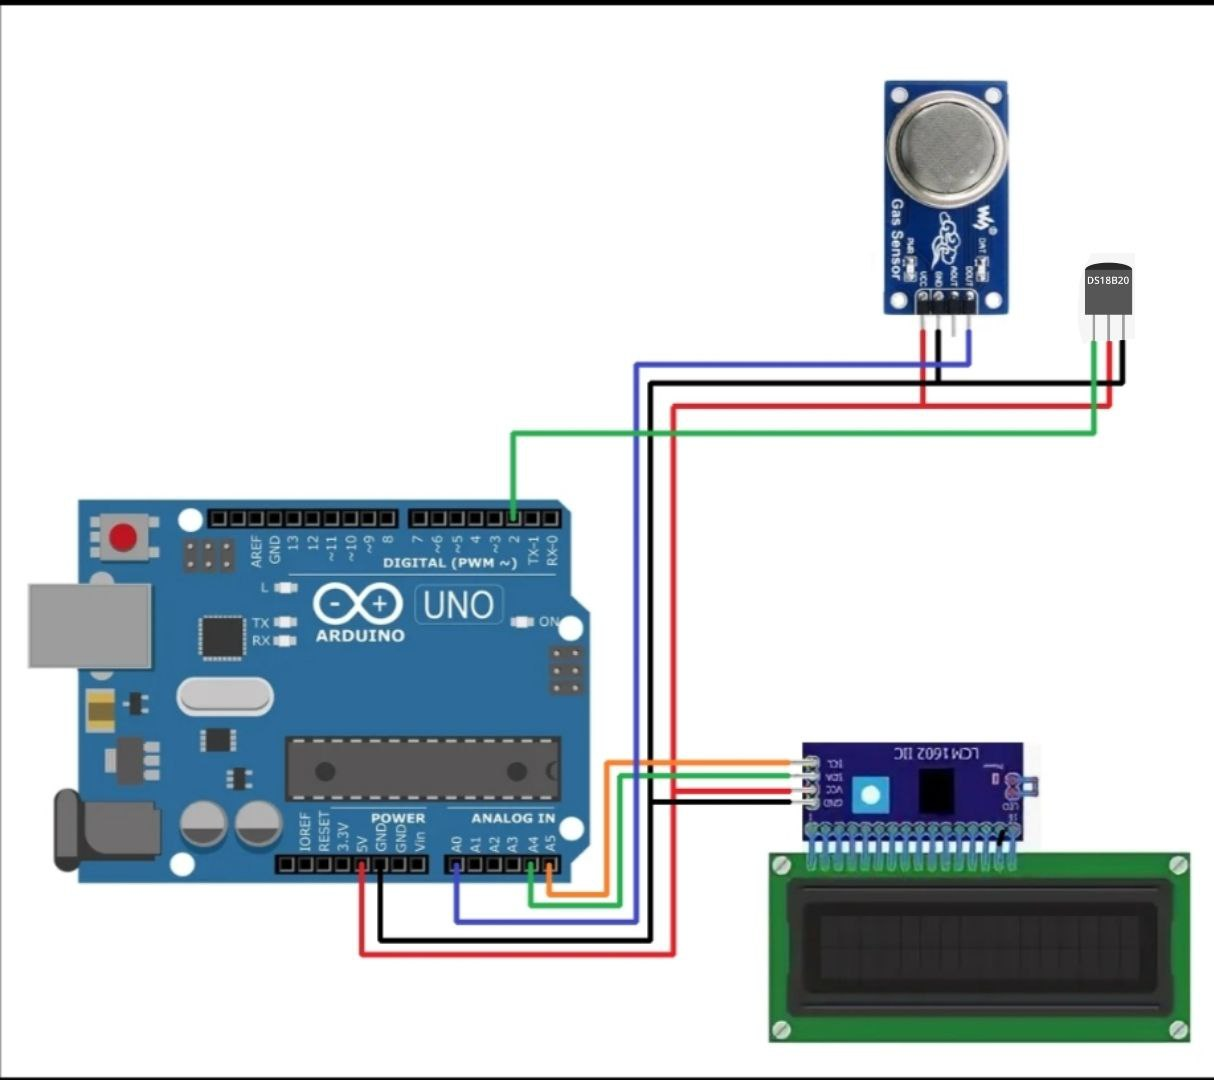 Gas Sensor
PWR
DAT
VCC
GND
AOUT
DOUT
DS18B20
AREF
GND
13
12
~11
~10
~9
8
7
~6
~5
4
~3
2
TX-1
RX-0
DIGITAL (PWM ~)
L
TX
RX
ARDUINO
UNO
ON
POWER
ANALOG IN
IOREF
RESET
3.3V
5V
GND
GND
Vin
A0
A1
A2
A3
A4
A5
LCM1602 IIC
VCC
GND